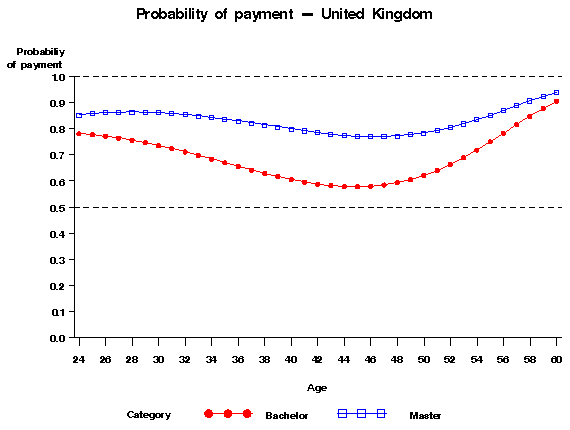 Probability of payment — United Kingdom
Probabiliy
of payment
1.0
0.9
0.8
0.7
0.6
0.5
0.4
0.3
0.2
0.1
0.0
24 26 28 30 32 34 36 38 40 42 44 46 48 50 52 54 56 58 60
Age
Category Bachelor Master